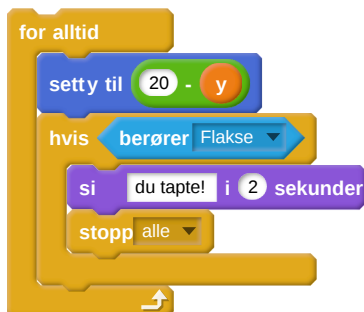 for alltid
sett y til 20 - y
hvis berører Flakse
si du tapte! i 2 sekunder
stopp alle